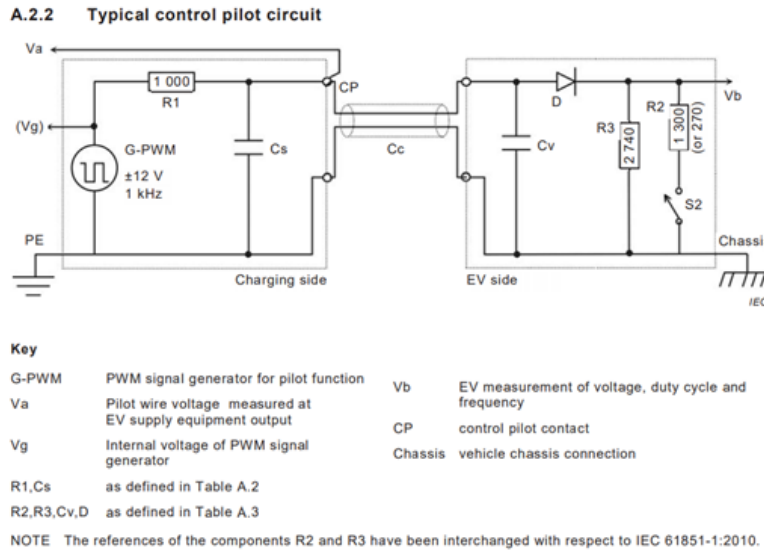 A.2.2 Typical control pilot circuit
Va
1 000
R1
CP
(Vg)
G-PWM
±12 V
1 kHz
Cs
Cc
PE
Charging side
D
Vb
R2
1 300
(or 270)
R3
2 740
Cv
S2
Chassi
EV side
IEC
Key
G-PWM PWM signal generator for pilot function
Va Pilot wire voltage measured at
EV supply equipment output
Vg Internal voltage of PWM signal
generator
R1,Cs as defined in Table A.2
R2,R3,Cv,D as defined in Table A.3
Vb EV measurement of voltage, duty cycle and
frequency
CP control pilot contact
Chassis vehicle chassis connection
NOTE The references of the components R2 and R3 have been interchanged with respect to IEC 61851-1:2010.